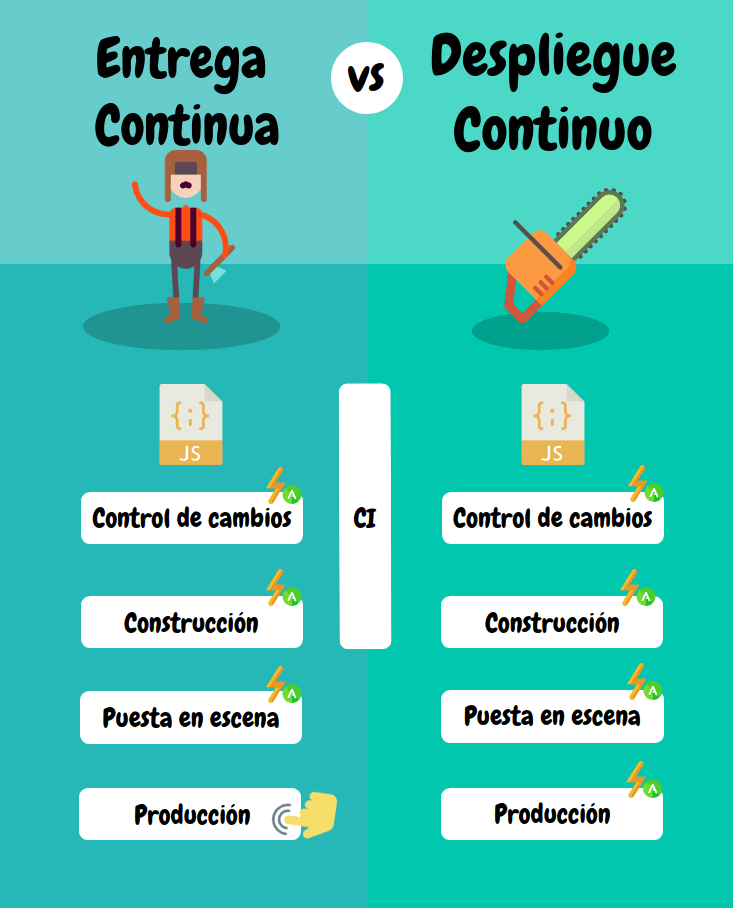 Entrega
Continua
vs
Despliegue
Continuo
{;}
JS
Control de cambios
A
Construcción
A
Puesta en escena
A
Producción
CI
{;}
JS
Control de cambios
A
Construcción
A
Puesta en escena
A
Producción
A